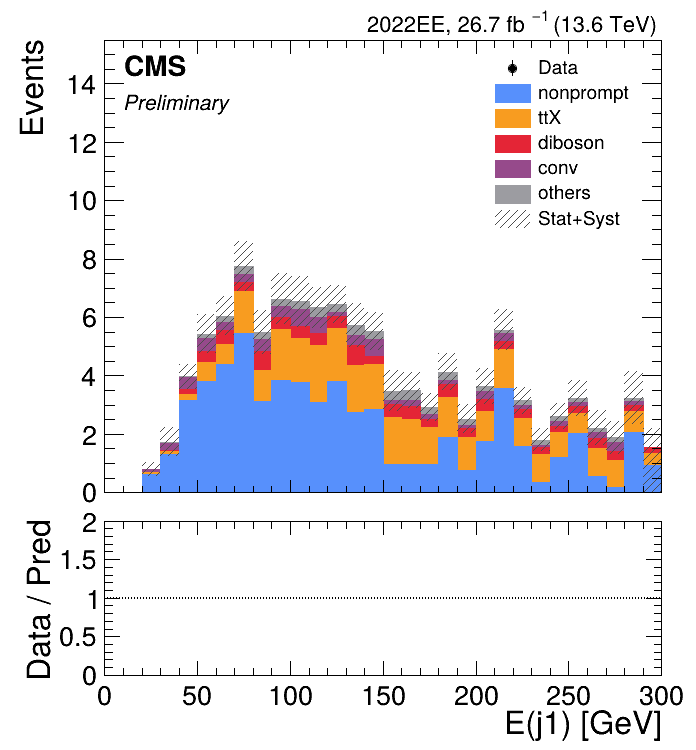 2022EE, 26.7 fb⁻¹ (13.6 TeV)
CMS
Preliminary
Data
nonprompt
ttX
diboson
conv
others
Stat+Syst
Events
14
12
10
8
6
4
2
0
Data / Pred
2
1.5
1
0.5
0
0 50 100 150 200 250 300
E(j1) [GeV]